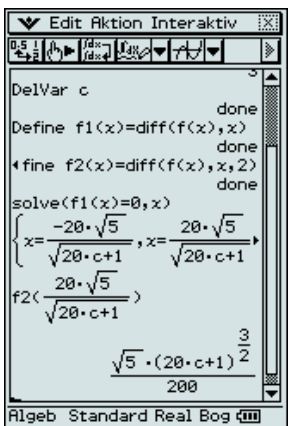 Edit Aktion Interaktiv
3
DelVar c
done
Define f1(x)=diff(f(x),x)
done
fine f2(x)=diff(f(x),x,2)
done
solve(f1(x)=0,x)
{x=-20·√5/√20·c+1,x=20·√5/√20·c+1
f2(20·√5/√20·c+1)
√5·(20·c+1)^3/2/200
Algeb Standard Real Bog